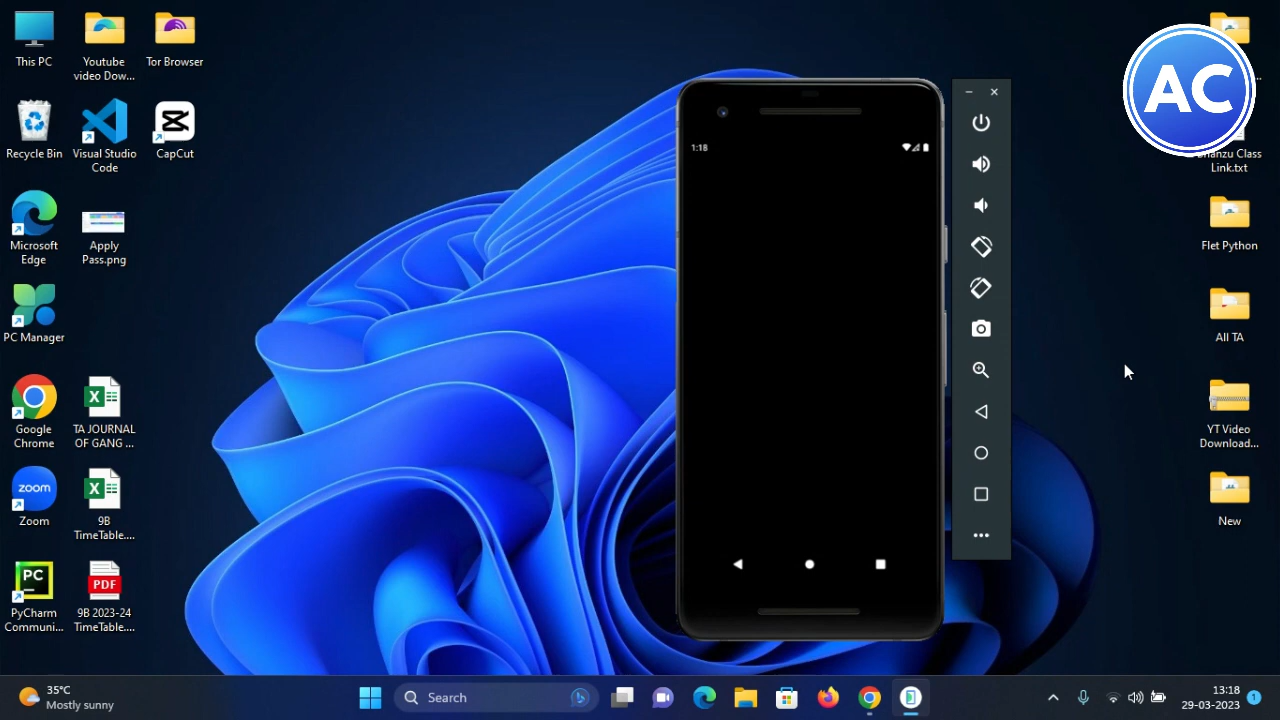 This PC
Youtube
video Dow...
Tor Browser
Recycle Bin
Visual Studio
Code
CapCut
Microsoft
Edge
Apply
Pass.png
PC Manager
Google
Chrome
TA JOURNAL
OF GANG ...
zoom
Zoom
9B
TimeTable....
PC
PyCharm
Communi...
PDF
9B 2023-24
TimeTable....
1:18
AC
Class
Link.txt
Flet Python
All TA
YT Video
Download...
New
35°C
Mostly sunny
Search
13:18
29-03-2023
1